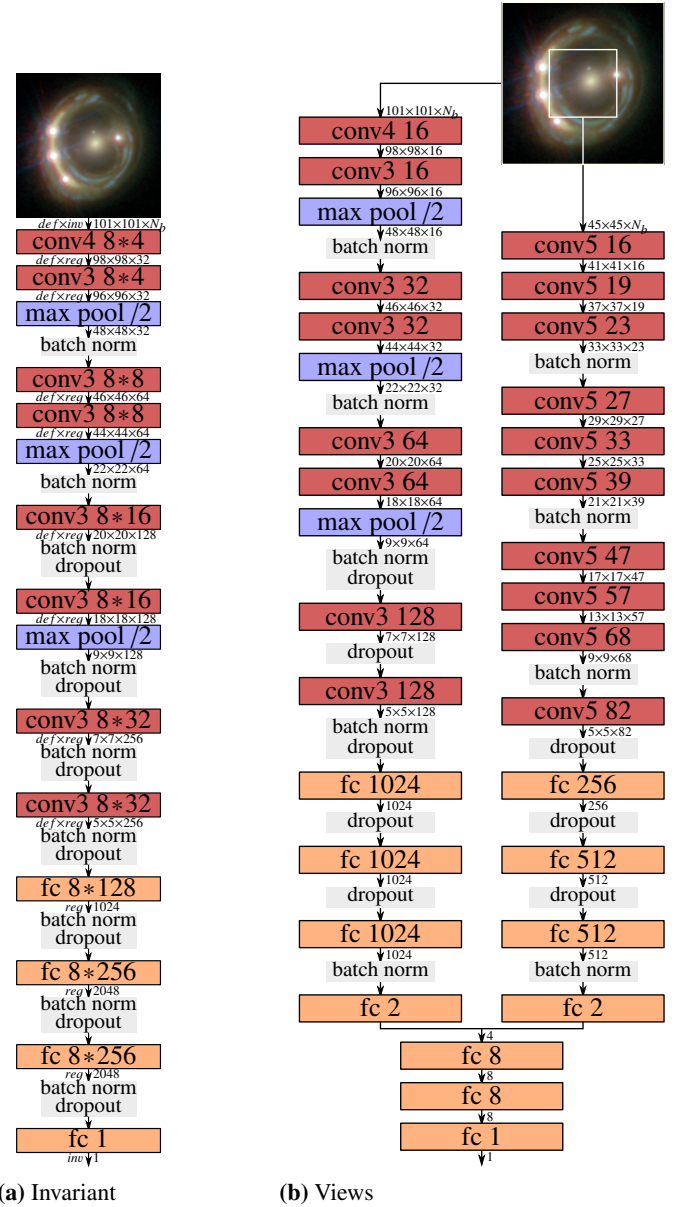 def×inv 101×101×N_b
conv4 8∗4
def×reg 98×98×32
conv3 8∗4
def×reg 96×96×32
max pool /2
48×48×32
batch norm
conv3 8∗8
def×reg 46×46×64
conv3 8∗8
def×reg 44×44×64
max pool /2
22×22×64
batch norm
conv3 8∗16
def×reg 20×20×128
batch norm
dropout
conv3 8∗16
def×reg 18×18×128
max pool /2
9×9×128
batch norm
dropout
conv3 8∗32
def×reg 7×7×256
batch norm
dropout
conv3 8∗32
def×reg 5×5×256
batch norm
dropout
fc 8∗128
reg 1024
batch norm
dropout
fc 8∗256
reg 2048
batch norm
dropout
fc 8∗256
reg 2048
batch norm
dropout
fc 1
inv 1
(a) Invariant
101×101×N_b
conv4 16
98×98×16
conv3 16
96×96×16
max pool /2
48×48×16
batch norm
conv3 32
46×46×32
conv3 32
44×44×32
max pool /2
22×22×32
batch norm
conv3 64
20×20×64
conv3 64
18×18×64
max pool /2
9×9×64
batch norm
dropout
conv3 128
7×7×128
dropout
conv3 128
5×5×128
batch norm
dropout
fc 1024
1024
dropout
fc 1024
1024
dropout
fc 1024
1024
batch norm
fc 2
45×45×N_b
conv5 16
41×41×16
conv5 19
37×37×19
conv5 23
33×33×23
batch norm
conv5 27
29×29×27
conv5 33
25×25×33
conv5 39
21×21×39
batch norm
conv5 47
17×17×47
conv5 57
13×13×57
conv5 68
9×9×68
batch norm
conv5 82
5×5×82
dropout
fc 256
256
dropout
fc 512
512
dropout
fc 512
512
batch norm
fc 2
4
fc 8
8
fc 8
8
fc 1
1
(b) Views